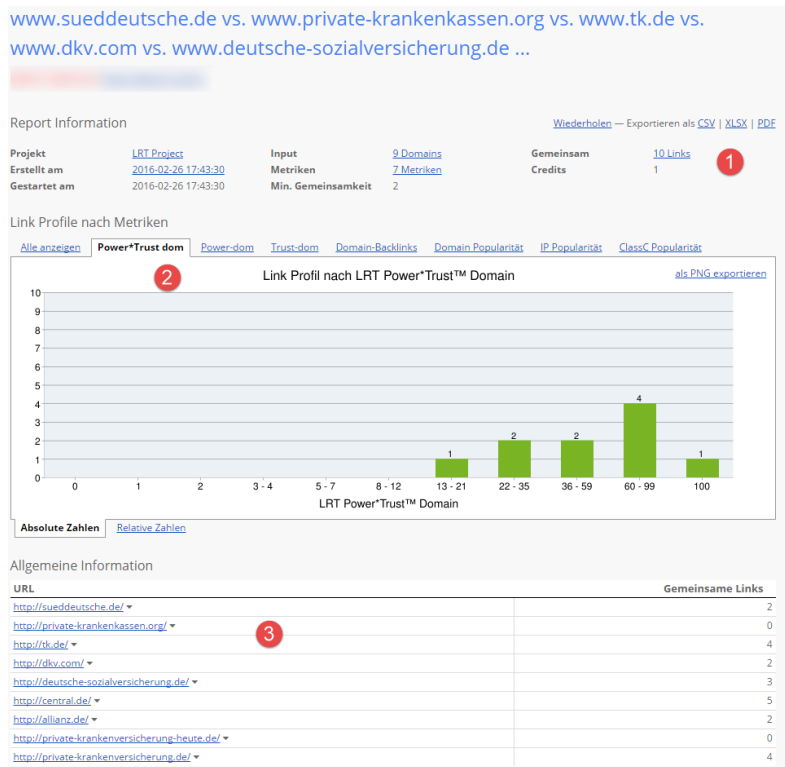 www.sueddeutsche.de vs. www.private-krankenkassen.org vs. www.tk.de vs.
www.dkv.com vs. www.deutsche-sozialversicherung.de ...
Report Information
Wiederholen — Exportieren als CSV | XLSX | PDF
Projekt LRT Project Input 9 Domains Gemeinsam 10 Links 1
Erstellt am 2016-02-26 17:43:30 Metriken 7 Metriken Credits 1
Gestartet am 2016-02-26 17:43:30 Min. Gemeinsamkeit 2
Link Profile nach Metriken
Alle anzeigen Power*Trust dom Power-dom Trust-dom Domain-Backlinks Domain Popularität IP Popularität ClassC Popularität
2 Link Profil nach LRT Power*Trust™ Domain als PNG exportieren
10
9
8
7
6
5
4 4
3
2 2 2
1 1 1
0
0 1 2 3 - 4 5 - 7 8 - 12 13 - 21 22 - 35 36 - 59 60 - 99 100
LRT Power*Trust™ Domain
Absolute Zahlen Relative Zahlen
Allgemeine Information
URL Gemeinsame Links
http://sueddeutsche.de/ 2
http://private-krankenkassen.org/ 0
3
http://tk.de/ 4
http://dkv.com/ 2
http://deutsche-sozialversicherung.de/ 3
http://central.de/ 5
http://allianz.de/ 2
http://private-krankenversicherung-heute.de/ 0
http://private-krankenversicherung.de/ 4